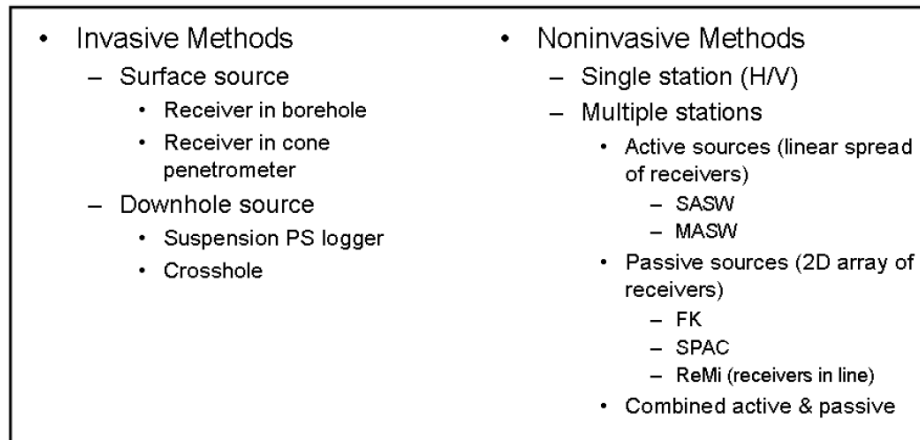 • Invasive Methods
– Surface source
• Receiver in borehole
• Receiver in cone
penetrometer
– Downhole source
• Suspension PS logger
• Crosshole
• Noninvasive Methods
– Single station (H/V)
– Multiple stations
• Active sources (linear spread
of receivers)
– SASW
– MASW
• Passive sources (2D array of
receivers)
– FK
– SPAC
– ReMi (receivers in line)
• Combined active & passive